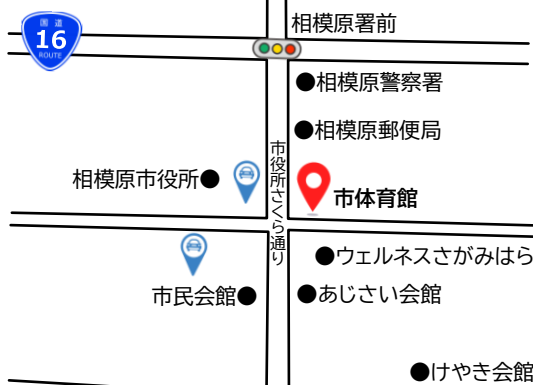 国道
16
ROUTE
相模原署前
●相模原警察署
●相模原郵便局
相模原市役所●
市体育館
市役所さくら通り
●ウェルネスさがみはら
市民会館●
●あじさい会館
●けやき会館